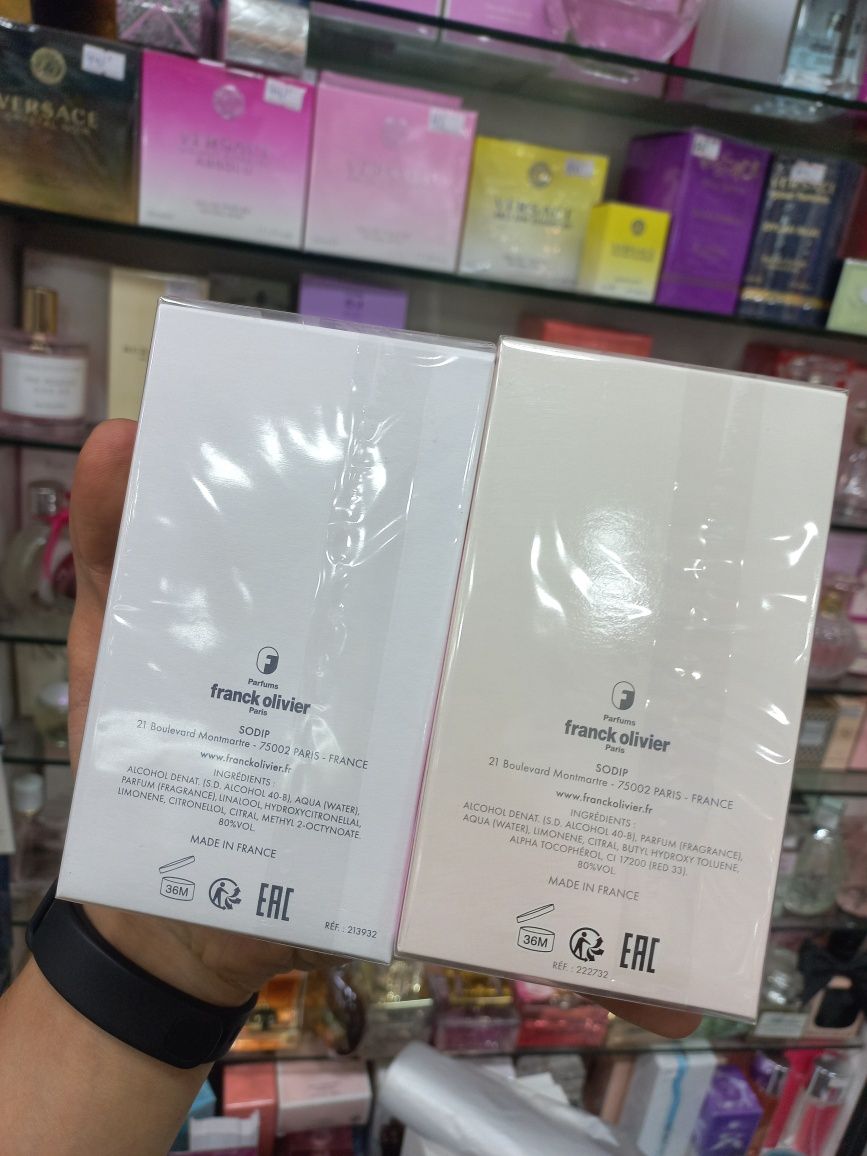 VERSACE
VERSACE
ABSOLU
VERSACE
VERSACE
Parfums
franck olivier
Paris
SODIP
21 Boulevard Montmartre - 75002 PARIS - FRANCE
www.franckolivier.fr
INGRÉDIENTS :
ALCOHOL DENAT. (S.D. ALCOHOL 40-B), AQUA (WATER),
PARFUM (FRAGRANCE), LINALOOL, HYDROXYCITRONELLAL,
LIMONENE, CITRONELLOL, CITRAL, METHYL 2-OCTYNOATE.
80%VOL.
MADE IN FRANCE
36M
EAC
RÉF. : 213932
Parfums
franck olivier
Paris
SODIP
21 Boulevard Montmartre - 75002 PARIS - FRANCE
www.franckolivier.fr
INGRÉDIENTS :
ALCOHOL DENAT. (S.D. ALCOHOL 40-B), PARFUM (FRAGRANCE),
AQUA (WATER), LIMONENE, CITRAL, BUTYL HYDROXY TOLUENE,
ALPHA TOCOPHÉROL, CI 17200 (RED 33).
80%VOL.
MADE IN FRANCE
36M
EAC
RÉF. : 222732